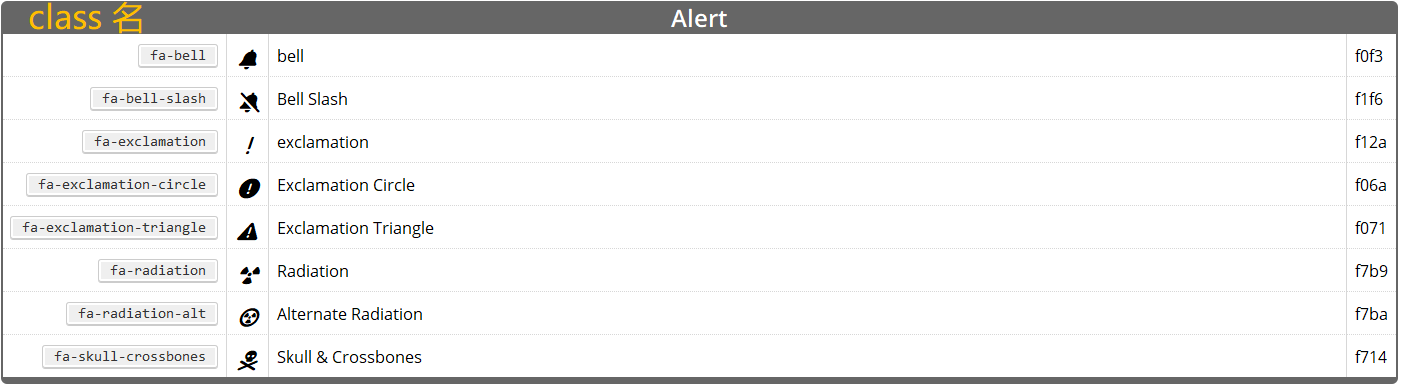 class 名 Alert
fa-bell bell f0f3
fa-bell-slash Bell Slash f1f6
fa-exclamation exclamation f12a
fa-exclamation-circle Exclamation Circle f06a
fa-exclamation-triangle Exclamation Triangle f071
fa-radiation Radiation f7b9
fa-radiation-alt Alternate Radiation f7ba
fa-skull-crossbones Skull & Crossbones f714